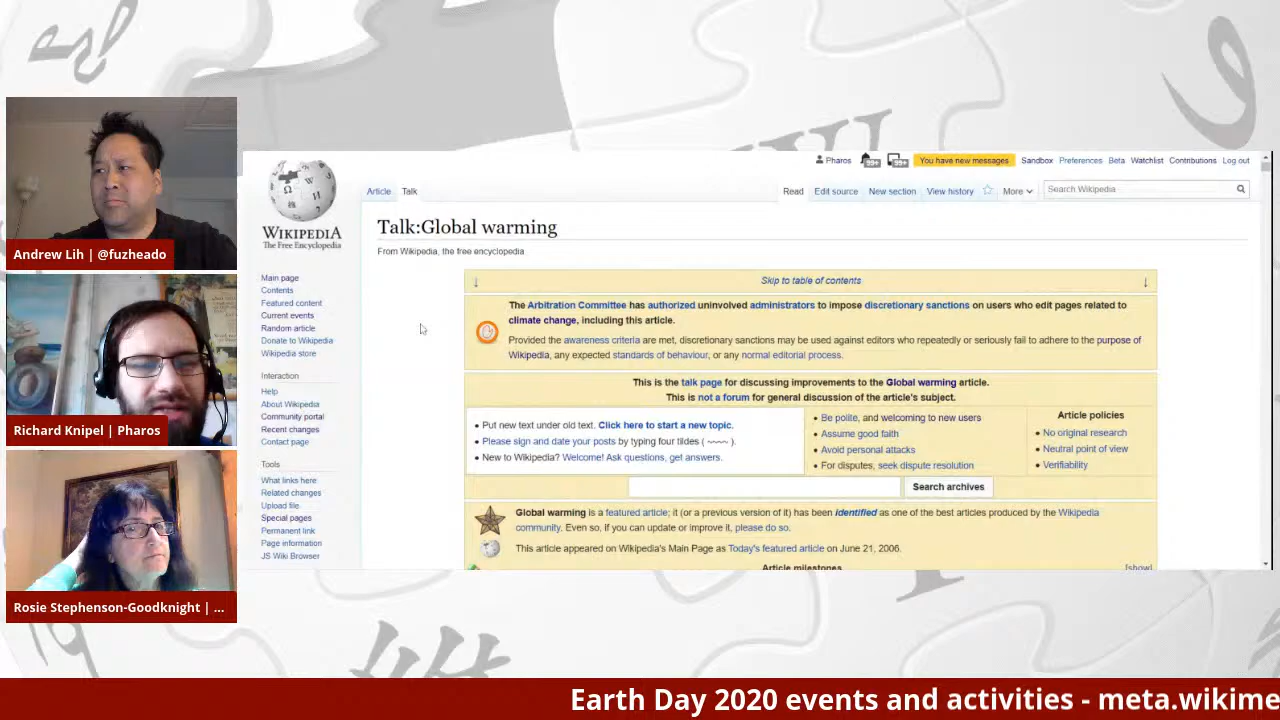 Andrew Lih | @fuzheado
Richard Knipel | Pharos
Rosie Stephenson-Goodknight | ...
WIKIPEDIA
The Free Encyclopedia
Main page
Contents
Featured content
Current events
Random article
Donate to Wikipedia
Wikipedia store
Interaction
Help
About Wikipedia
Community portal
Recent changes
Contact page
Tools
What links here
Related changes
Upload file
Special pages
Permanent link
Page information
JS Wiki Browser
Pharos 99+ 99+ You have new messages Sandbox Preferences Beta Watchlist Contributions Log out
Article Talk Read Edit source New section View history More Search Wikipedia
Talk:Global warming
From Wikipedia, the free encyclopedia
↓ Skip to table of contents ↓
The Arbitration Committee has authorized uninvolved administrators to impose discretionary sanctions on users who edit pages related to
climate change, including this article.
Provided the awareness criteria are met, discretionary sanctions may be used against editors who repeatedly or seriously fail to adhere to the purpose of
Wikipedia, any expected standards of behaviour, or any normal editorial process.
This is the talk page for discussing improvements to the Global warming article.
This is not a forum for general discussion of the article's subject.
• Put new text under old text. Click here to start a new topic.
• Please sign and date your posts by typing four tildes ( ~~~~ ).
• New to Wikipedia? Welcome! Ask questions, get answers.
• Be polite, and welcoming to new users
• Assume good faith
• Avoid personal attacks
• For disputes, seek dispute resolution
Article policies
• No original research
• Neutral point of view
• Verifiability
Search archives
Global warming is a featured article; it (or a previous version of it) has been identified as one of the best articles produced by the Wikipedia
community. Even so, if you can update or improve it, please do so.
This article appeared on Wikipedia's Main Page as Today's featured article on June 21, 2006.
Article milestones [show]
Earth Day 2020 events and activities - meta.wikime